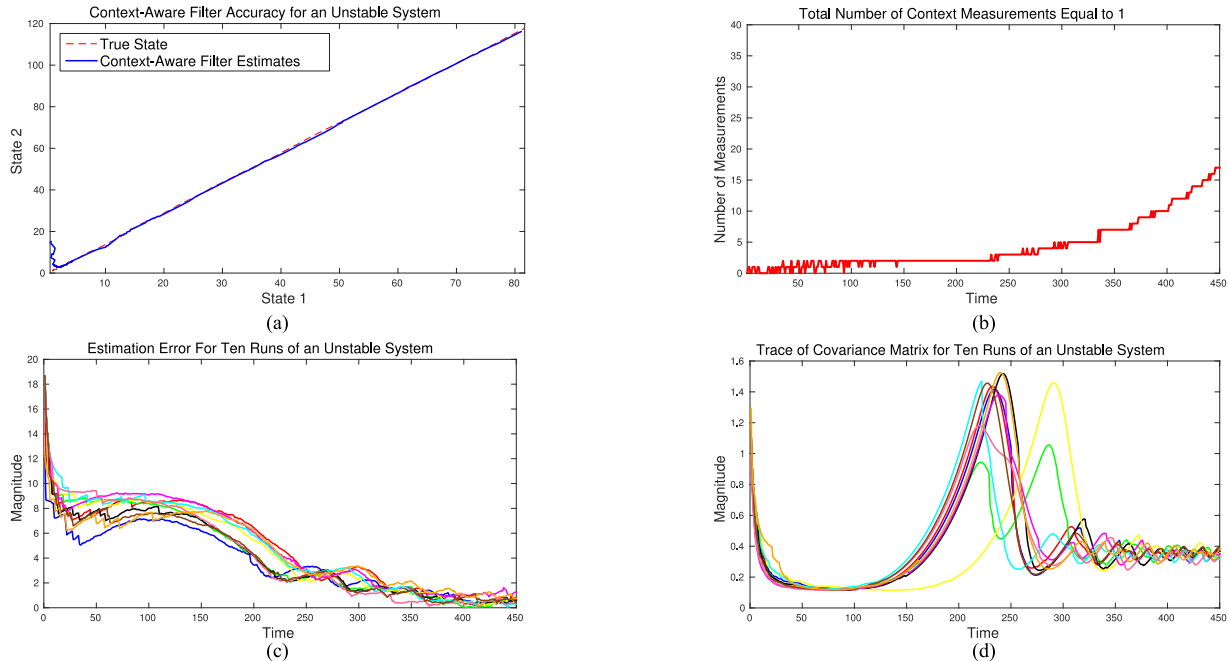 Context-Aware Filter Accuracy for an Unstable System
120
100
80
60
40
20
0
State 2
True State
Context-Aware Filter Estimates
10 20 30 40 50 60 70 80
State 1
(a)
Total Number of Context Measurements Equal to 1
40
35
30
25
20
15
10
5
0
Number of Measurements
50 100 150 200 250 300 350 400 450
Time
(b)
Estimation Error For Ten Runs of an Unstable System
20
18
16
14
12
10
8
6
4
2
0
Magnitude
0 50 100 150 200 250 300 350 400 450
Time
(c)
Trace of Covariance Matrix for Ten Runs of an Unstable System
1.6
1.4
1.2
1
0.8
0.6
0.4
0.2
0
Magnitude
0 50 100 150 200 250 300 350 400 450
Time
(d)